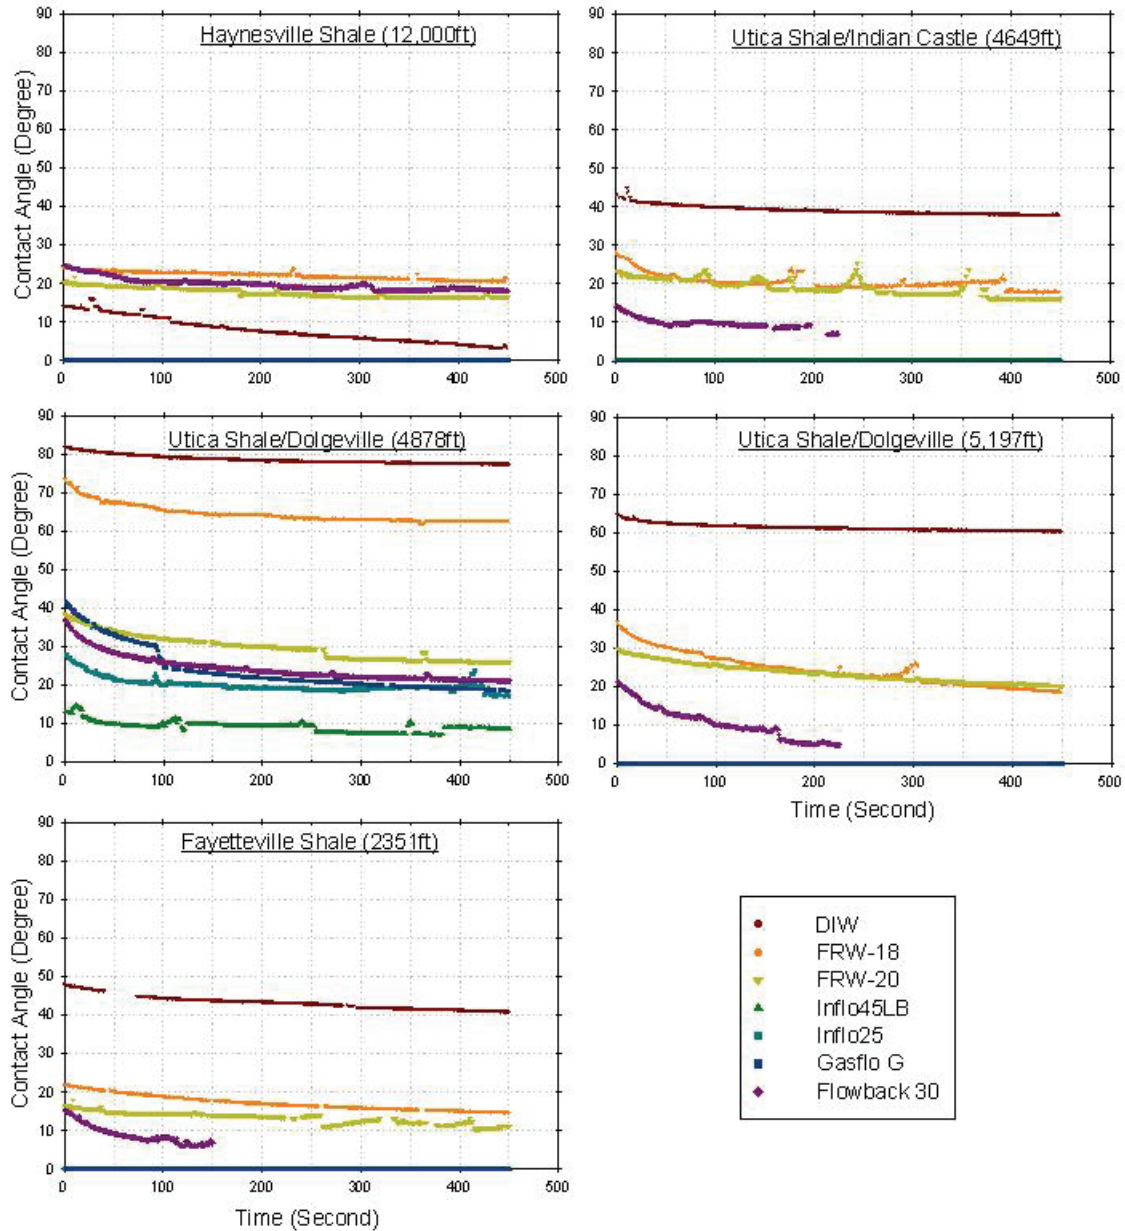 Haynesville Shale (12,000ft)
Contact Angle (Degree)
90
80
70
60
50
40
30
20
10
0
0 100 200 300 400 500
Utica Shale/Indian Castle (4649ft)
90
80
70
60
50
40
30
20
10
0
0 100 200 300 400 500
Utica Shale/Dolgeville (4878ft)
Contact Angle (Degree)
90
80
70
60
50
40
30
20
10
0
0 100 200 300 400 500
Utica Shale/Dolgeville (5,197ft)
90
80
70
60
50
40
30
20
10
0
0 100 200 300 400 500
Time (Second)
Fayetteville Shale (2351ft)
Contact Angle (Degree)
90
80
70
60
50
40
30
20
10
0
0 100 200 300 400 500
Time (Second)
DIW
FRW-18
FRW-20
Inflo45LB
Inflo25
Gasflo G
Flowback 30